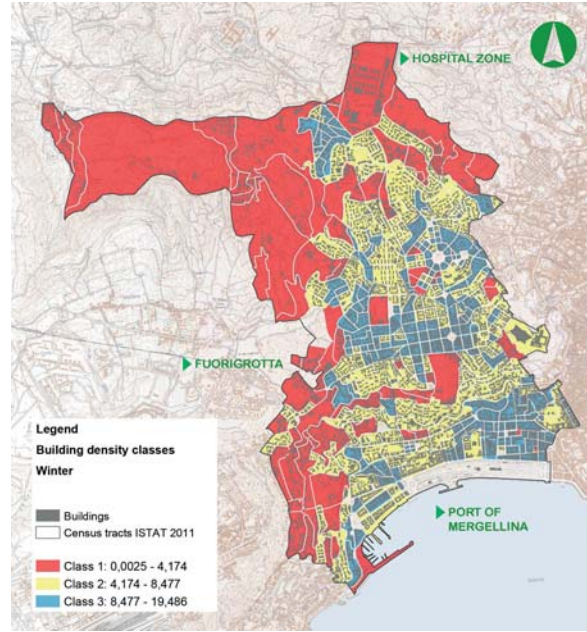 HOSPITAL ZONE
FUORIGROTTA
PORT OF
MERGELLINA
Legend
Building density classes
Winter
Buildings
Census tracts ISTAT 2011
Class 1: 0,0025 - 4,174
Class 2: 4,174 - 8,477
Class 3: 8,477 - 19,486